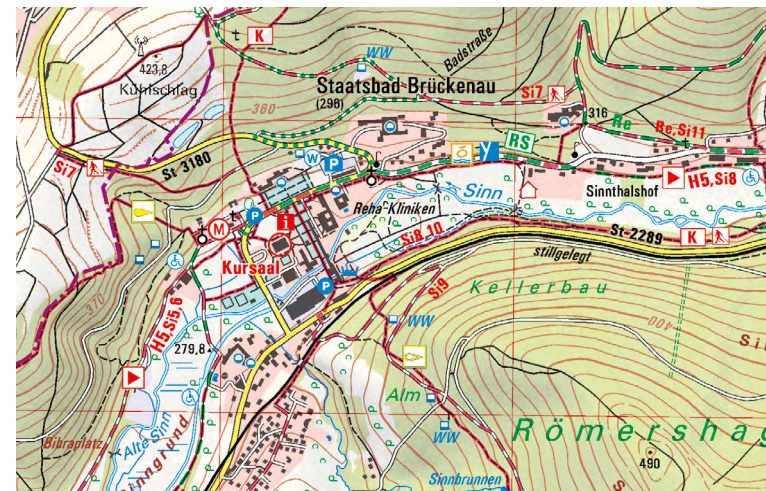 K
WW
Badstraße
423,8
Kühlschlag
Staatsbad Brückenau
(296)
Si7
360
316
Re
Re,Si11
St 3180
RS
Si7
W
P
H5,Si8
Sinn
Sinnthalshof
Reha-Kliniken
M
P
i
Si8,10
St 2289
K
Kursaal
stillgelegt
P
Si9
Kellerbau
370
H5,Si5,6
WW
400
279,8
Alm
Bibraplatz
Alte Sinn
WW
Römershag
490
Sinngrund
Sinnbrunnen